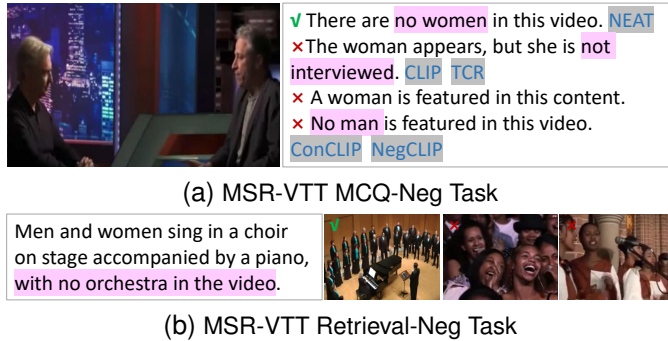 √ There are no women in this video. NEAT
×The woman appears, but she is not
interviewed. CLIP TCR
× A woman is featured in this content.
× No man is featured in this video.
ConCLIP NegCLIP
(a) MSR-VTT MCQ-Neg Task
Men and women sing in a choir
on stage accompanied by a piano,
with no orchestra in the video.
√
×
×
(b) MSR-VTT Retrieval-Neg Task